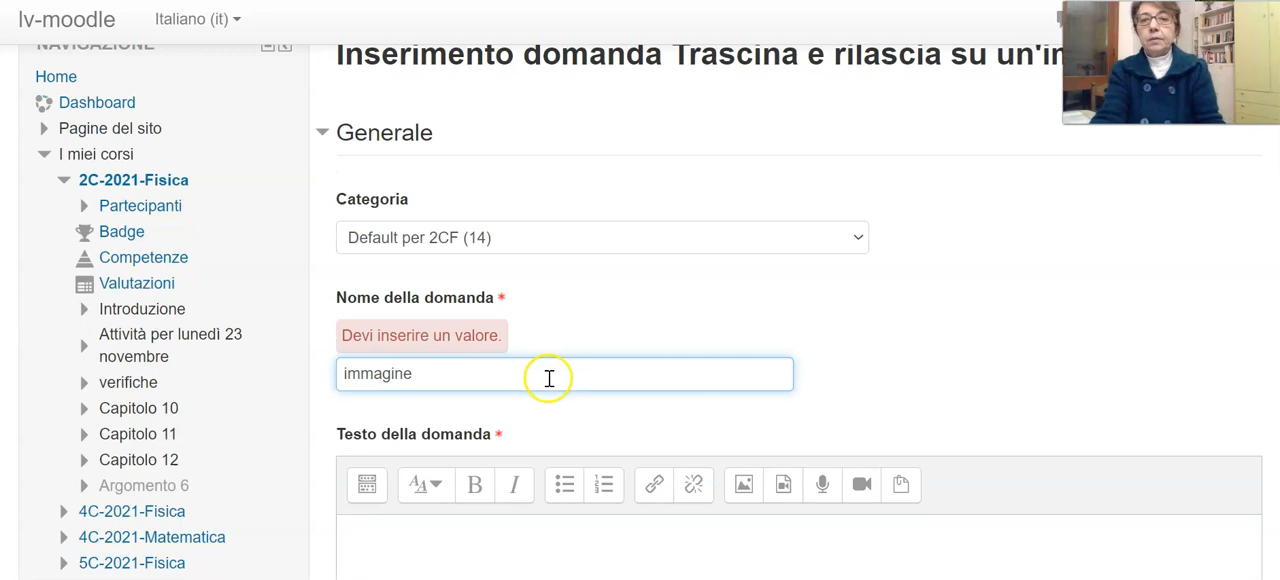 lv-moodle
Italiano (it)
NAVIGAZIONE
Home
Dashboard
Pagine del sito
I miei corsi
2C-2021-Fisica
Partecipanti
Badge
Competenze
Valutazioni
Introduzione
Attività per lunedì 23
novembre
verifiche
Capitolo 10
Capitolo 11
Capitolo 12
Argomento 6
4C-2021-Fisica
4C-2021-Matematica
5C-2021-Fisica
Inserimento domanda Trascina e rilascia su un'im
Generale
Categoria
Default per 2CF (14)
Nome della domanda *
Devi inserire un valore.
immagine
Testo della domanda *